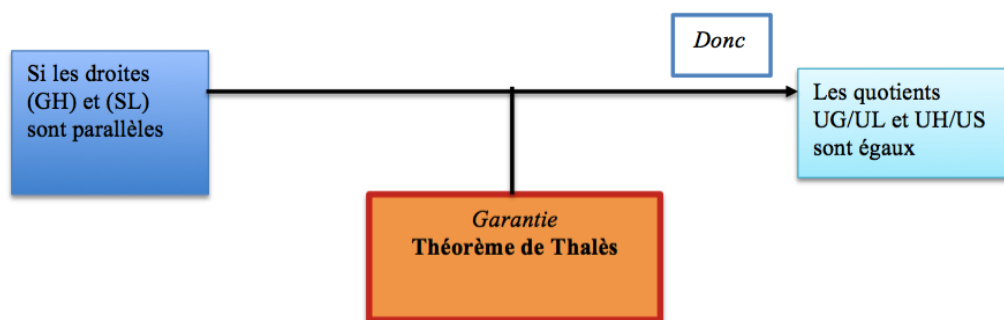 Donc
Si les droites
(GH) et (SL)
sont parallèles
Les quotients
UG/UL et UH/US
sont égaux
Garantie
Théorème de Thalès